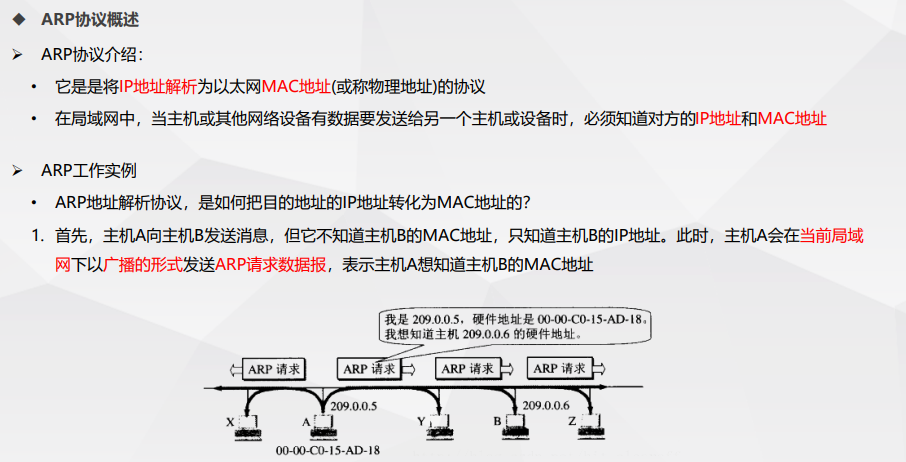 ◆ ARP协议概述
➢ ARP协议介绍：
• 它是是将IP地址解析为以太网MAC地址(或称物理地址)的协议
• 在局域网中，当主机或其他网络设备有数据要发送给另一个主机或设备时，必须知道对方的IP地址和MAC地址
➢ ARP工作实例
• ARP地址解析协议，是如何把目的地址的IP地址转化为MAC地址的？
1. 首先，主机A向主机B发送消息，但它不知道主机B的MAC地址，只知道主机B的IP地址。此时，主机A会在当前局域
网下以广播的形式发送ARP请求数据报，表示主机A想知道主机B的MAC地址
我是 209.0.0.5，硬件地址是 00-00-C0-15-AD-18。
我想知道主机 209.0.0.6 的硬件地址。
ARP 请求 ARP 请求 ARP 请求 ARP 请求
209.0.0.5 209.0.0.6
X A Y B Z
00-00-C0-15-AD-18